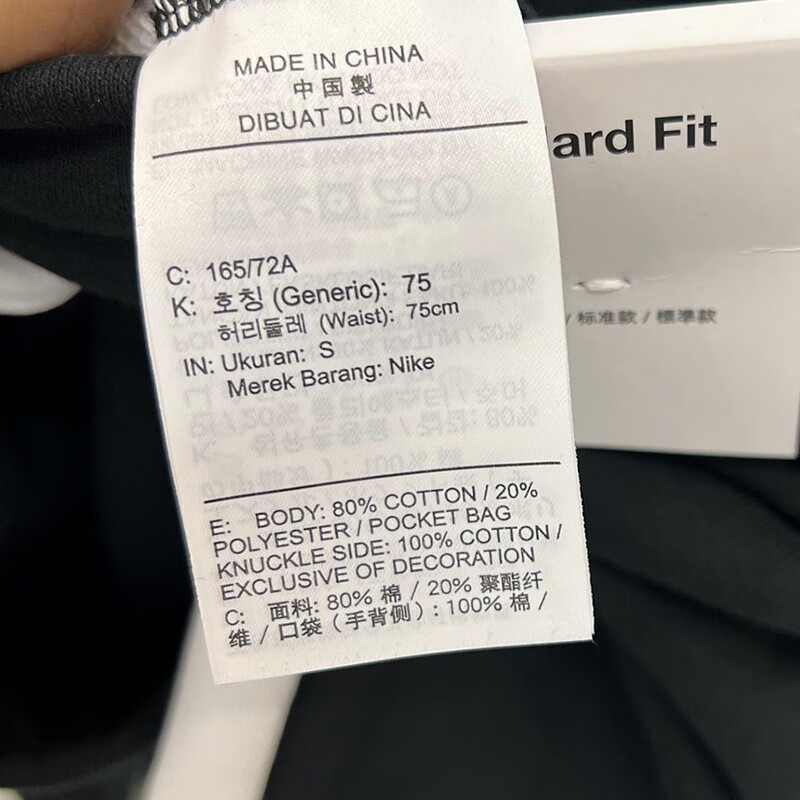 MADE IN CHINA
中国製
DIBUAT DI CINA
C: 165/72A
K: 호칭 (Generic): 75
허리둘레 (Waist): 75cm
IN: Ukuran: S
Merek Barang: Nike
E: BODY: 80% COTTON / 20%
POLYESTER / POCKET BAG
KNUCKLE SIDE: 100% COTTON /
EXCLUSIVE OF DECORATION
C: 面料: 80% 棉 / 20% 聚酯纤
维 / 口袋 (手背侧) : 100% 棉 /
ard Fit
/ 标准款 / 標準款